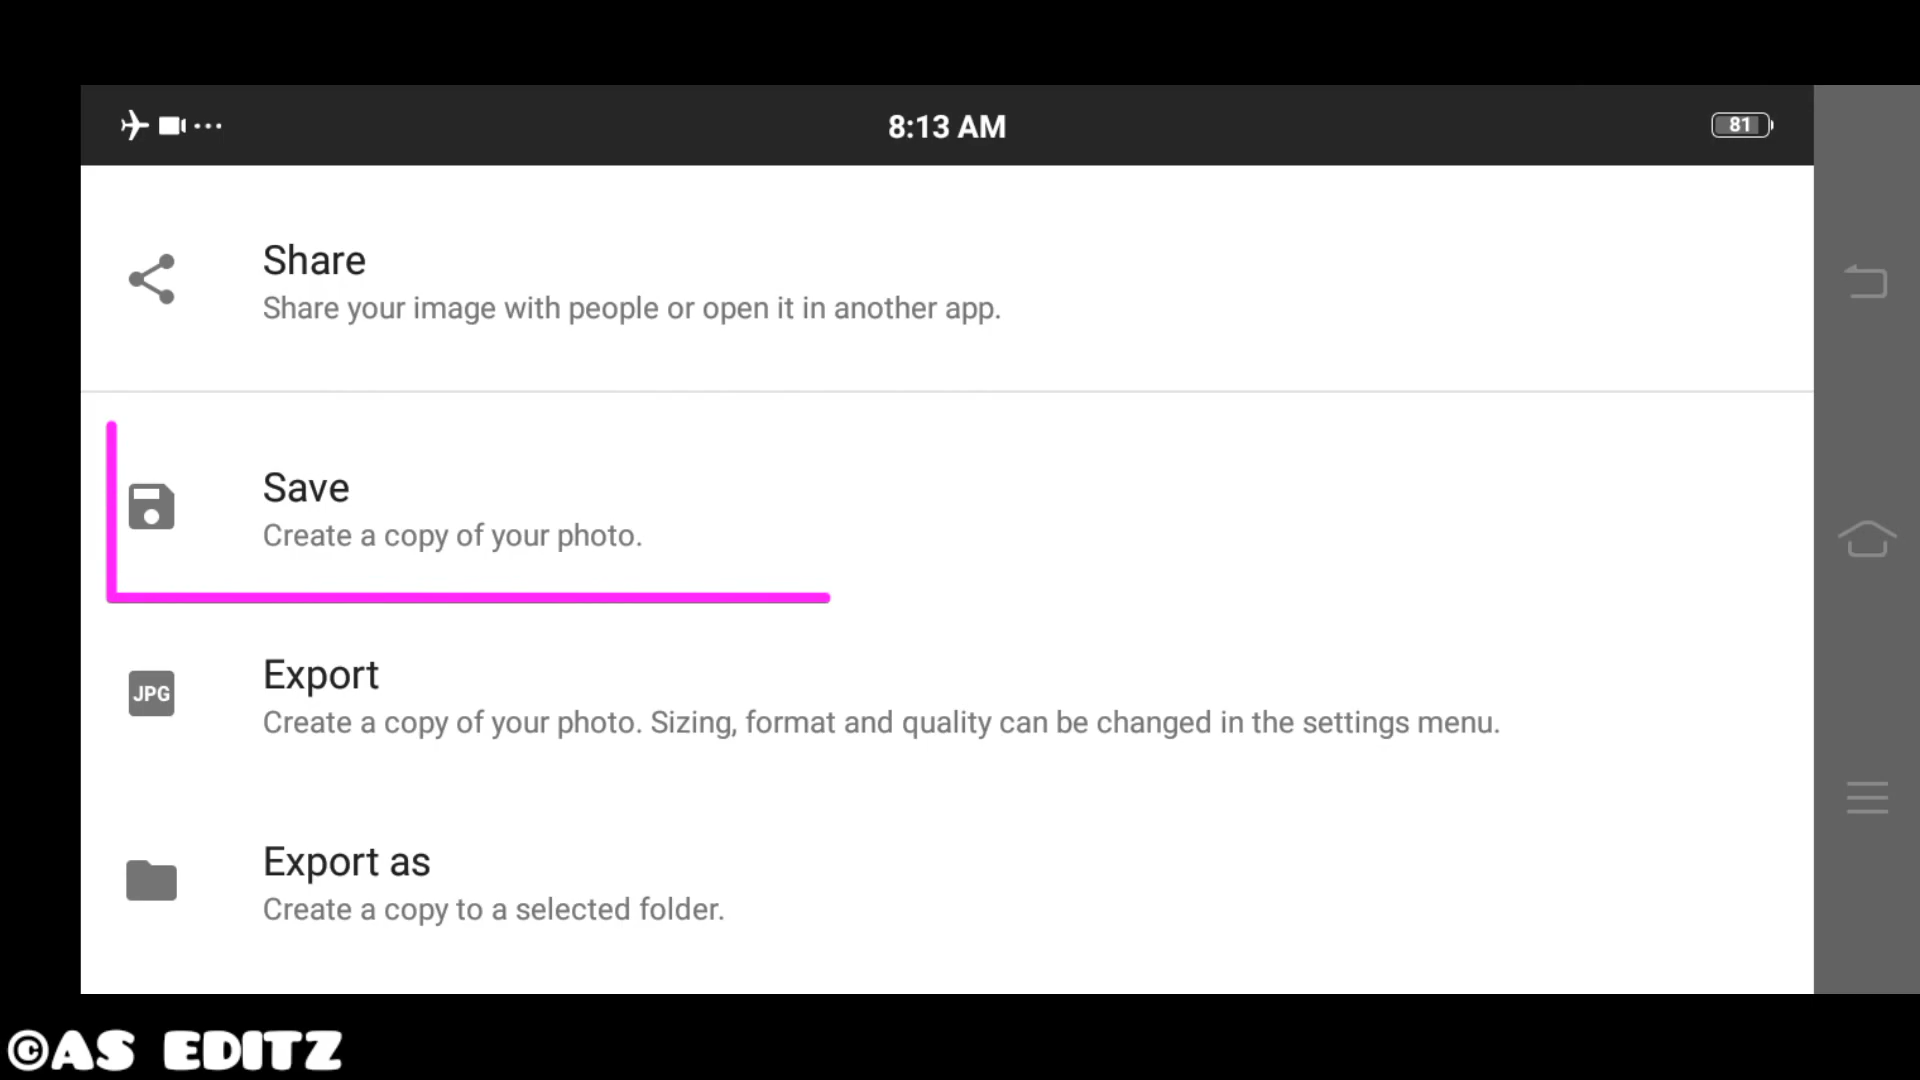 8:13 AM
81
Share
Share your image with people or open it in another app.
Save
Create a copy of your photo.
JPG
Export
Create a copy of your photo. Sizing, format and quality can be changed in the settings menu.
Export as
Create a copy to a selected folder.
©AS EDITZ